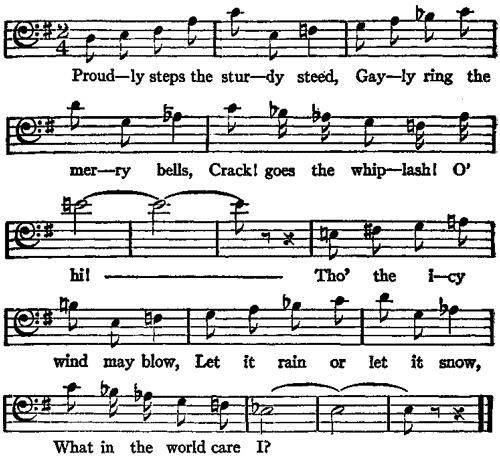 2/4
Proud—ly steps the stur—dy steed, Gay—ly ring the
mer—ry bells, Crack! goes the whip—lash! O'
hi! ——— Tho' the i—cy
wind may blow, Let it rain or let it snow,
What in the world care I?